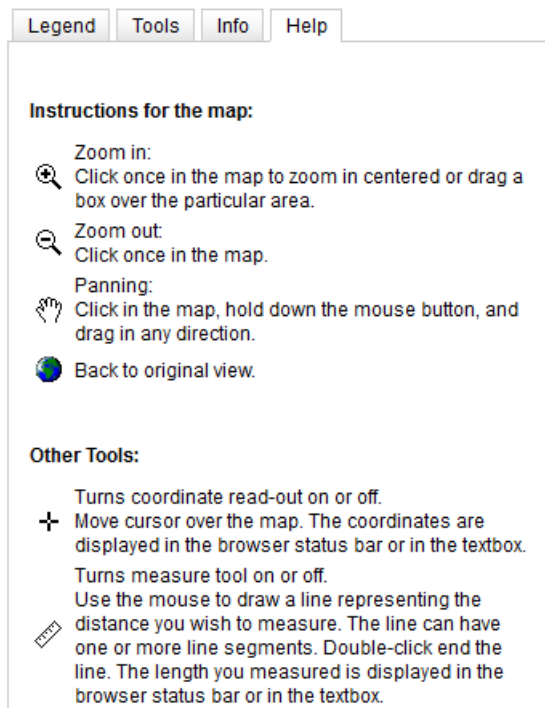 Legend Tools Info Help
Instructions for the map:
Zoom in:
Click once in the map to zoom in centered or drag a
box over the particular area.
Zoom out:
Click once in the map.
Panning:
Click in the map, hold down the mouse button, and
drag in any direction.
Back to original view.
Other Tools:
Turns coordinate read-out on or off.
Move cursor over the map. The coordinates are
displayed in the browser status bar or in the textbox.
Turns measure tool on or off.
Use the mouse to draw a line representing the
distance you wish to measure. The line can have
one or more line segments. Double-click end the
line. The length you measured is displayed in the
browser status bar or in the textbox.